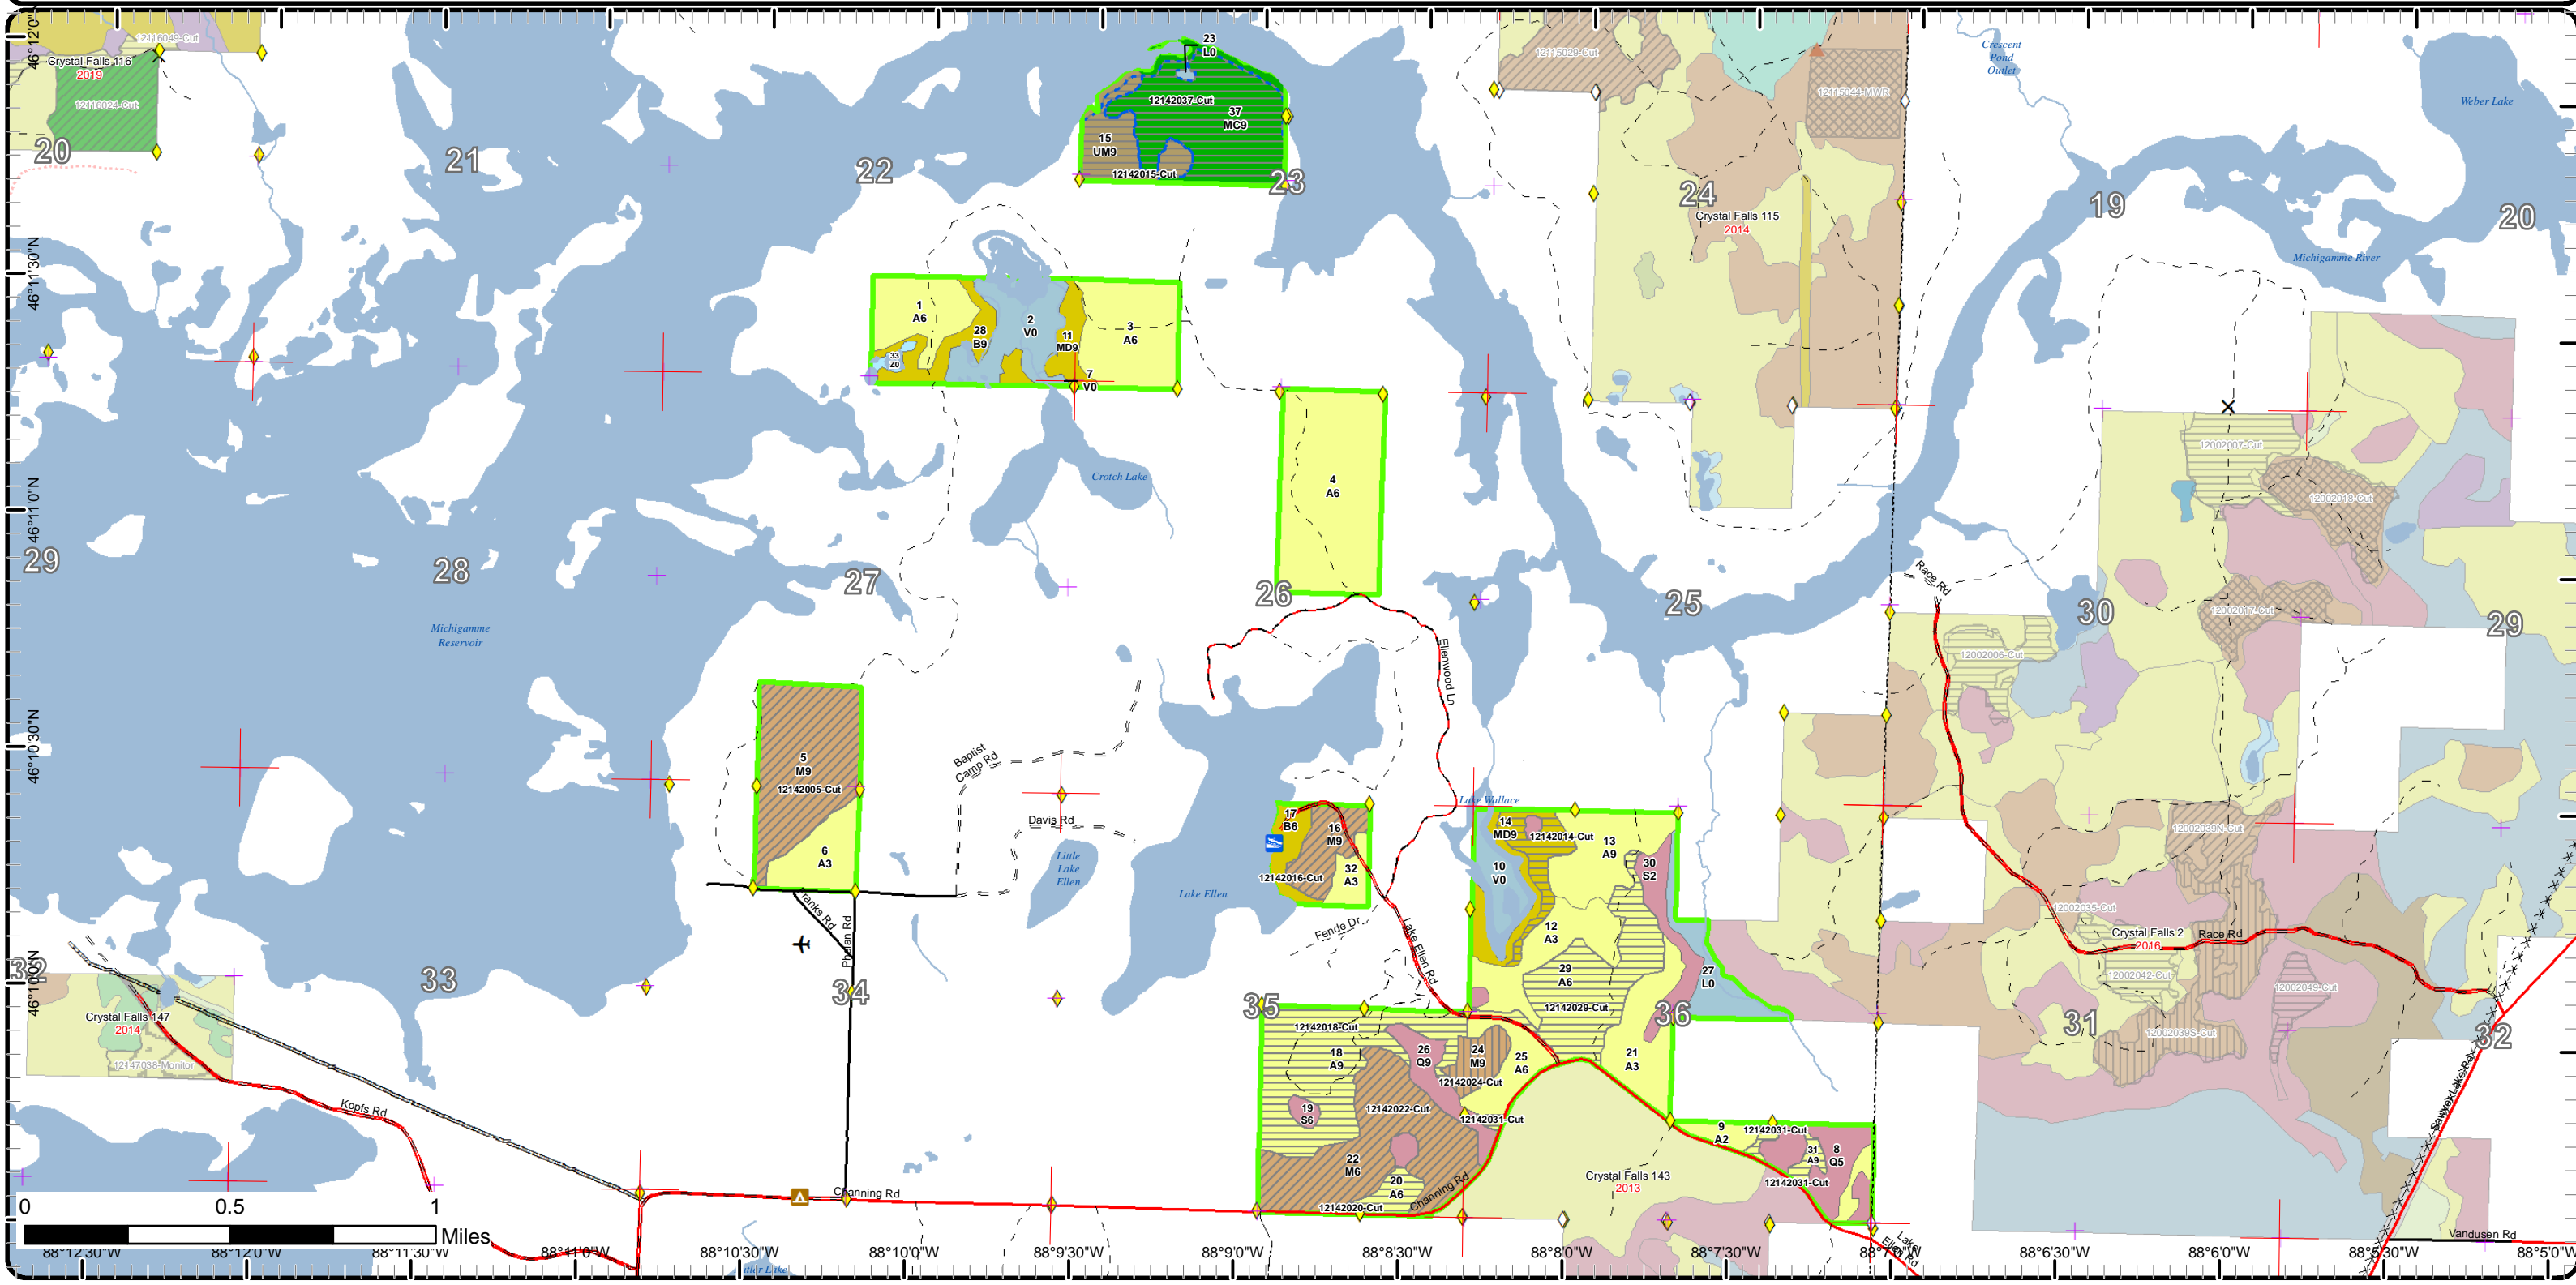 46°12'0"N
12116049-Cut
Crystal Falls 116
2019
12116024-Cut
20
21
22
23
L0
12142037-Cut
37
MC9
15
UM9
12142015-Cut
23
12115029-Cut
12115044-MWR
24
Crystal Falls 115
2014
Crescent
Pond
Outlet
Weber Lake
19
20
Michigamme River
46°11'30"N
1
A6
28
B9
2
V0
11
MD9
3
A6
33
Z0
7
V0
Crotch Lake
4
A6
46°11'0"N
29
28
27
26
25
30
29
Michigamme
Reservoir
Race Rd
12002007-Cut
12002018-Cut
12002017-Cut
12002006-Cut
Ellenwood Ln
46°10'30"N
5
M9
12142005-Cut
6
A3
Baptist
Camp Rd
Davis Rd
Little
Lake
Ellen
Lake Ellen
Franks Rd
Phelan Rd
17
B6
16
M9
12142016-Cut
32
A3
Fende Dr
Lake Ellen Rd
Lake Wallace
14
MD9
12142014-Cut
13
A9
10
V0
30
S2
12
A3
29
A6
12142029-Cut
27
L0
12002039N-Cut
12002035-Cut
Crystal Falls 2
2016
Race Rd
12002042-Cut
12002049-Cut
12002039S-Cut
46°10'0"N
32
33
34
35
36
31
32
Crystal Falls 147
2014
12147038-Monitor
Kopfs Rd
12142018-Cut
18
A9
26
Q9
24
M9
25
A6
21
A3
12142024-Cut
19
S6
12142022-Cut
12142031-Cut
22
M6
20
A6
12142020-Cut
Channing Rd
Channing Rd
9
A2
12142031-Cut
31
A9
8
Q5
12142031-Cut
Crystal Falls 143
2013
Sawyer Lake Rd
Vandusen Rd
Lake
Ellen Rd
0 0.5 1
Miles
88°12'30"W 88°12'0"W 88°11'30"W 88°11'0"W 88°10'30"W 88°10'0"W 88°9'30"W 88°9'0"W 88°8'30"W 88°8'0"W 88°7'30"W 88°7'0"W 88°6'30"W 88°6'0"W 88°5'30"W 88°5'0"W